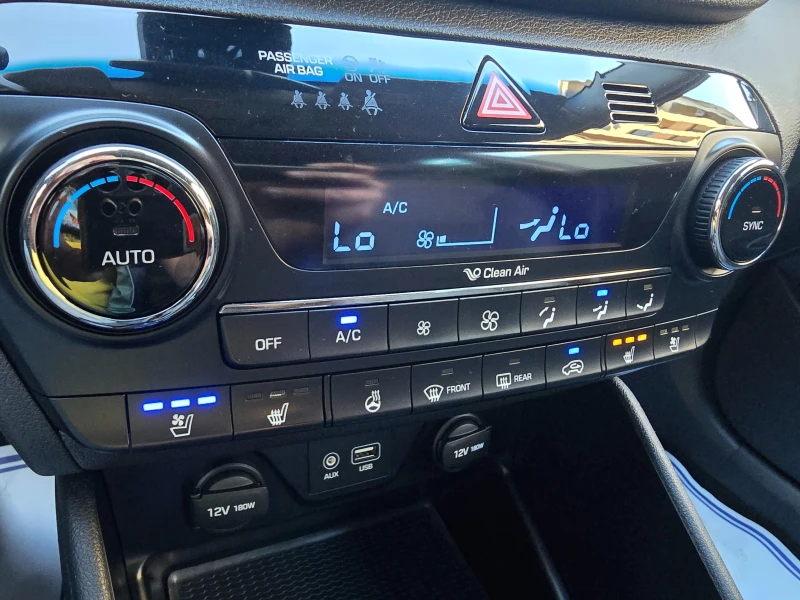 PASSENGER
AIR BAG
ON OFF
A/C
Lo
Lo
Clean Air
AUTO
SYNC
OFF
A/C
FRONT
REAR
AUX
USB
12V 180W
12V 180W